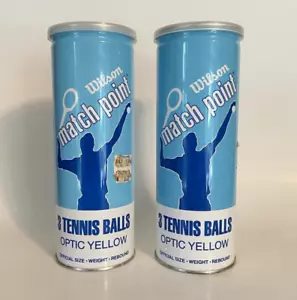 Wilson
match point
3 TENNIS BALLS
OPTIC YELLOW
OFFICIAL SIZE • WEIGHT • REBOUND
Wilson
match point
3 TENNIS BALLS
OPTIC YELLOW
OFFICIAL SIZE • WEIGHT • REBOUND